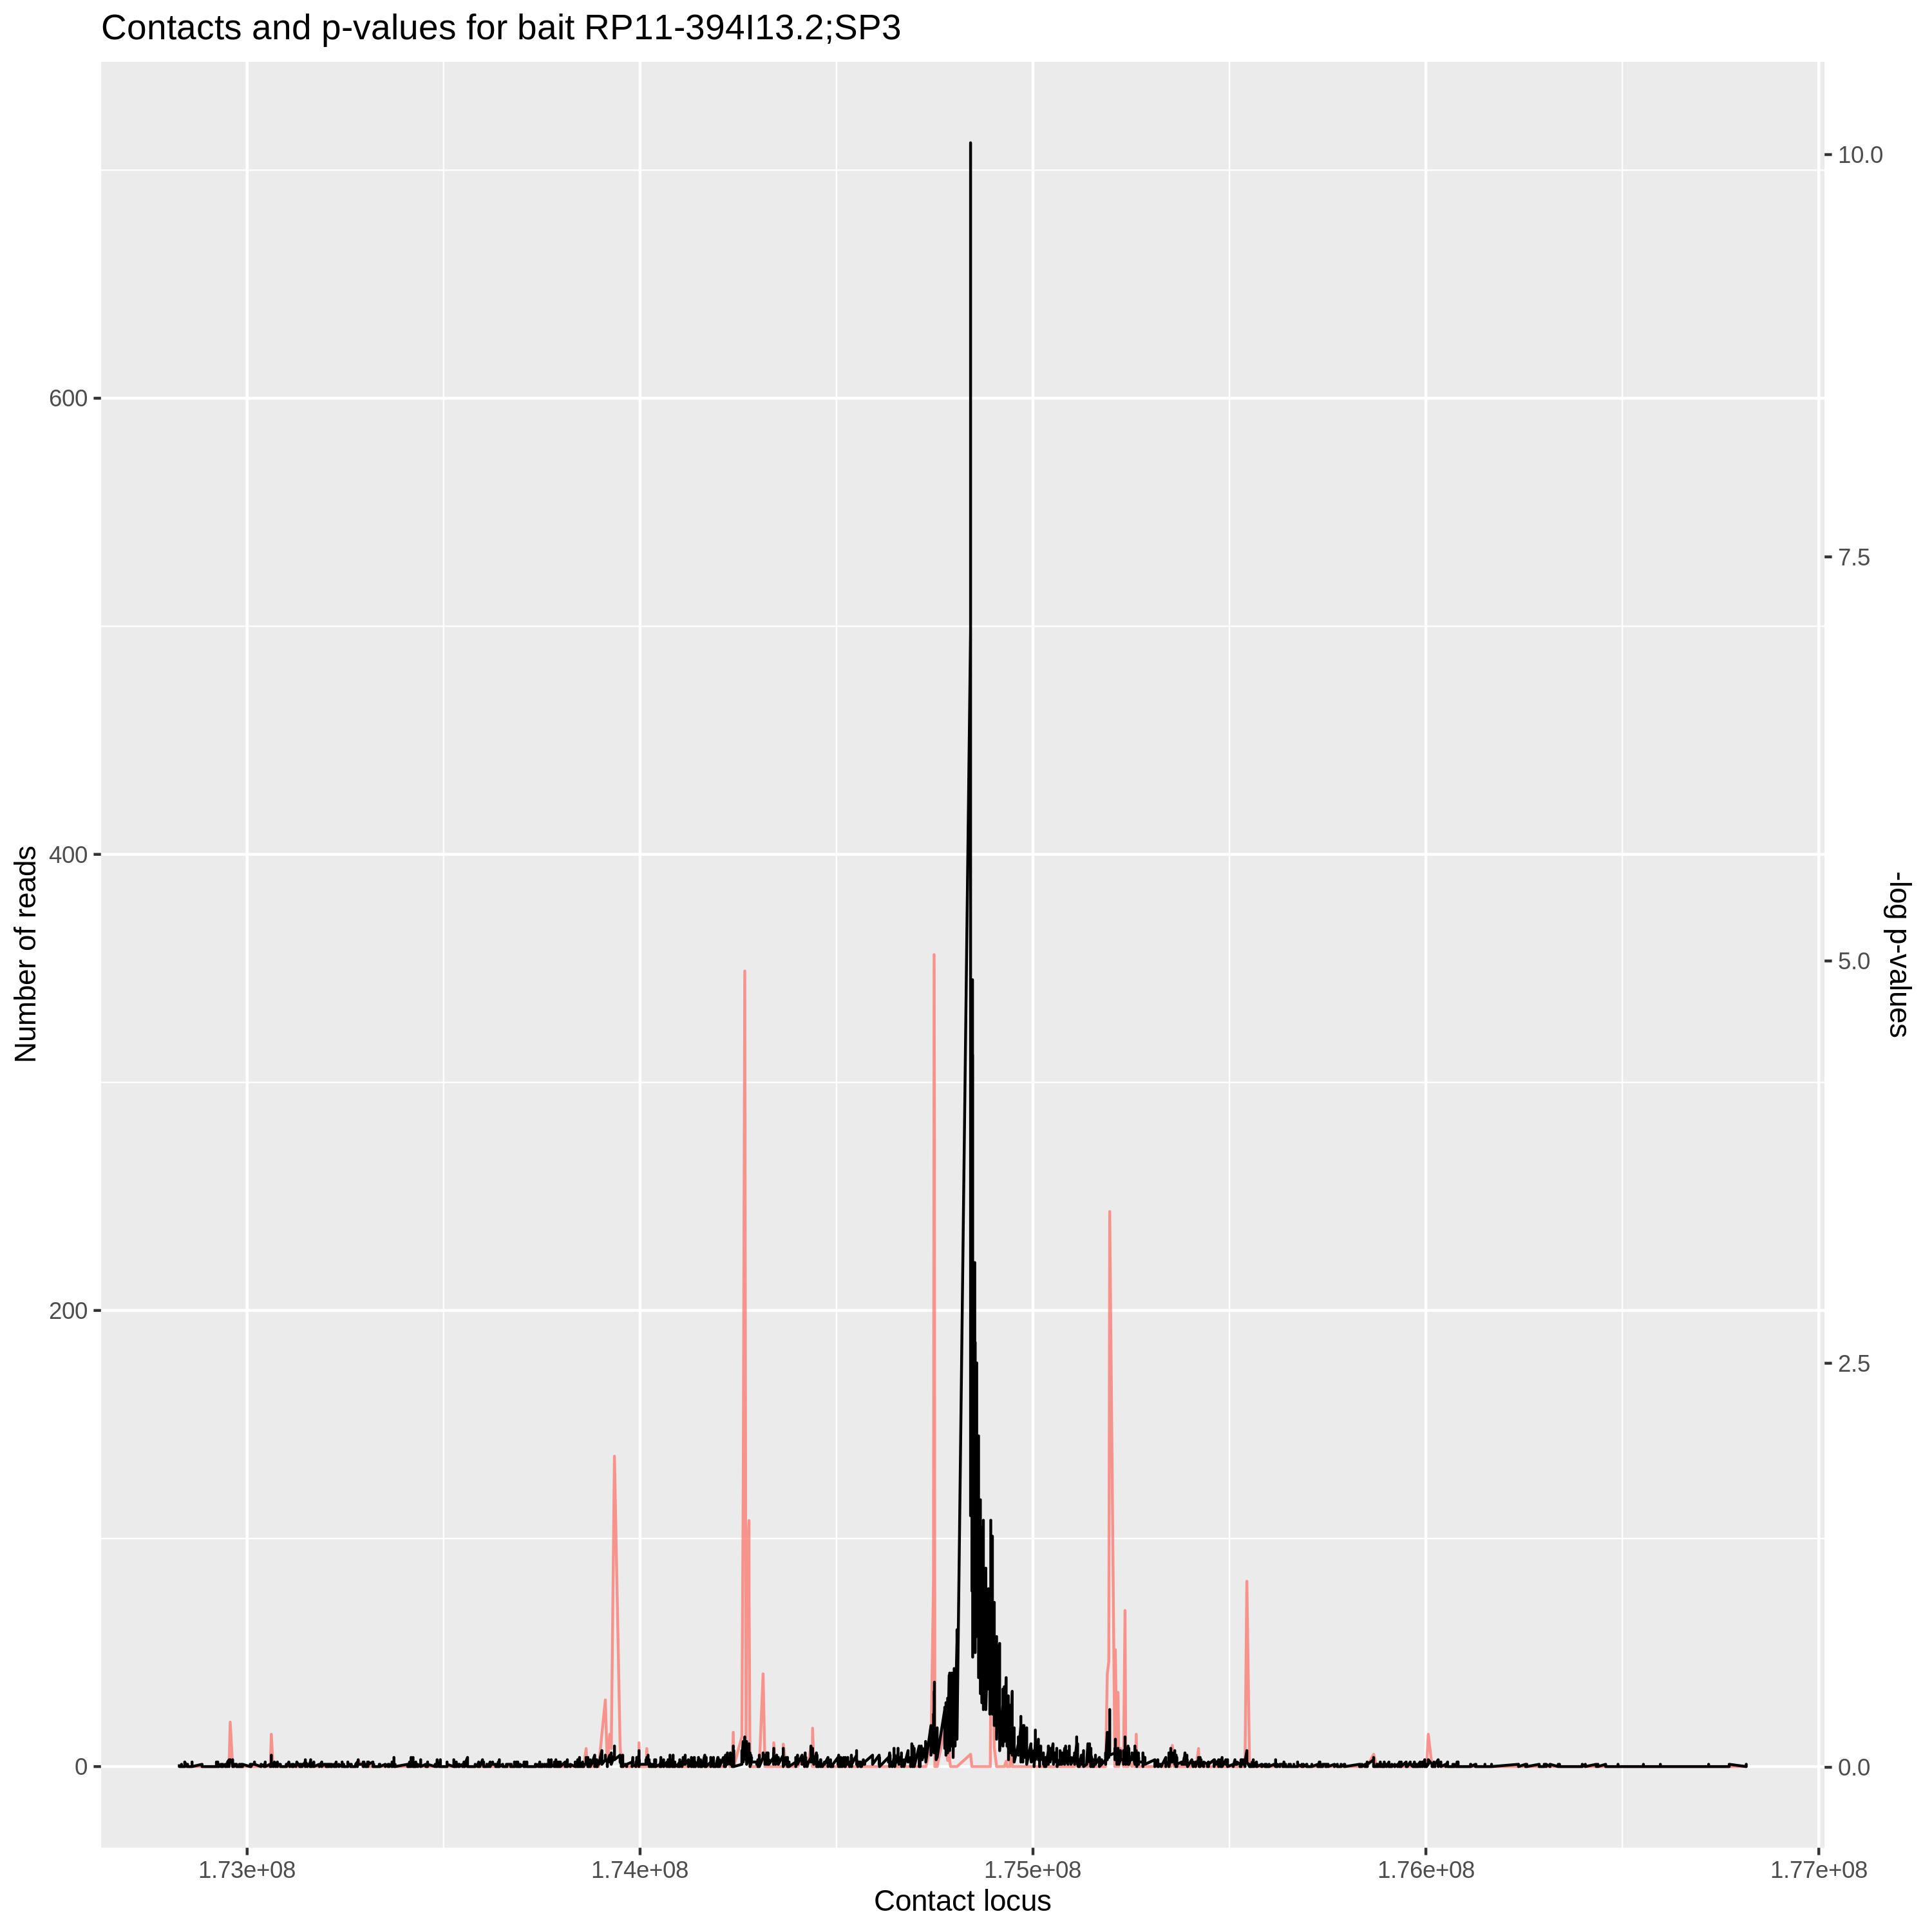 Contacts and p-values for bait RP11-394I13.2;SP3
10.0
600
7.5
400
Number of reads
5.0
-log p-values
200
2.5
0
0.0
1.73e+08
1.74e+08
1.75e+08
1.76e+08
1.77e+08
Contact locus